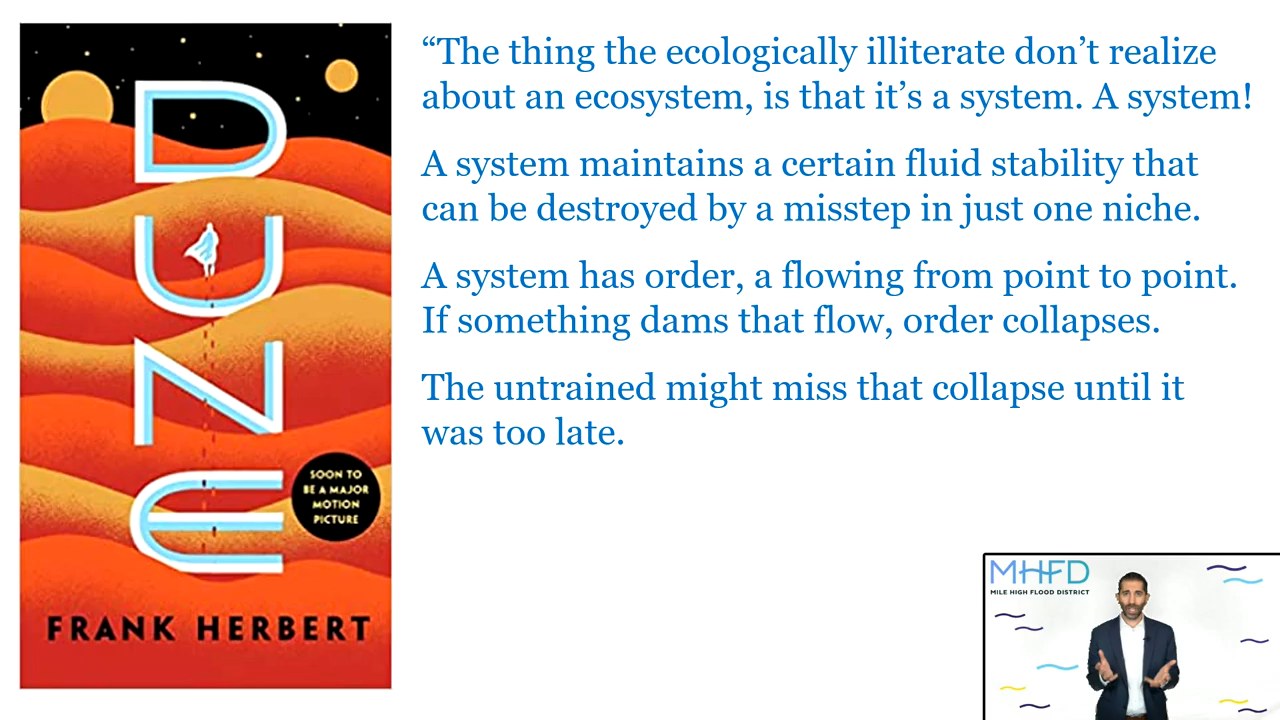 DUNE
SOON TO
BE A MAJOR
MOTION
PICTURE
FRANK HERBERT
“The thing the ecologically illiterate don’t realize
about an ecosystem, is that it’s a system. A system!
A system maintains a certain fluid stability that
can be destroyed by a misstep in just one niche.
A system has order, a flowing from point to point.
If something dams that flow, order collapses.
The untrained might miss that collapse until it
was too late.
MHFD
MILE HIGH FLOOD DISTRICT